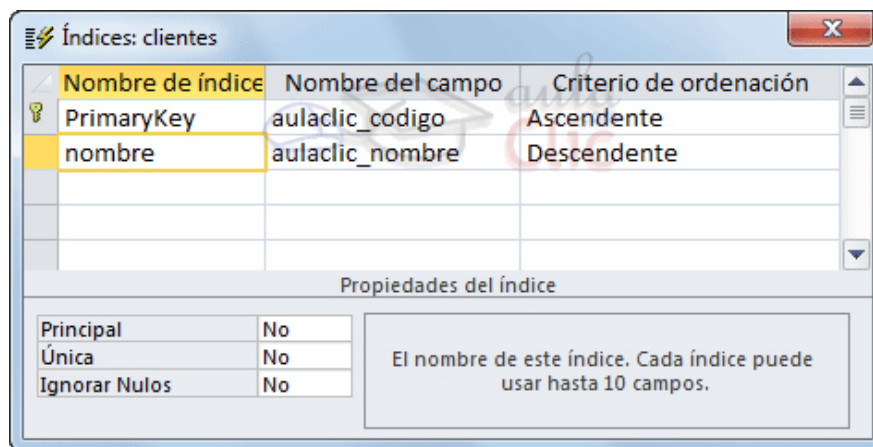 Índices: clientes
Nombre de índice Nombre del campo Criterio de ordenación
PrimaryKey aulaclic_codigo Ascendente
nombre aulaclic_nombre Descendente
aula
Clic
Propiedades del índice
Principal No
Única No
Ignorar Nulos No
El nombre de este índice. Cada índice puede
usar hasta 10 campos.